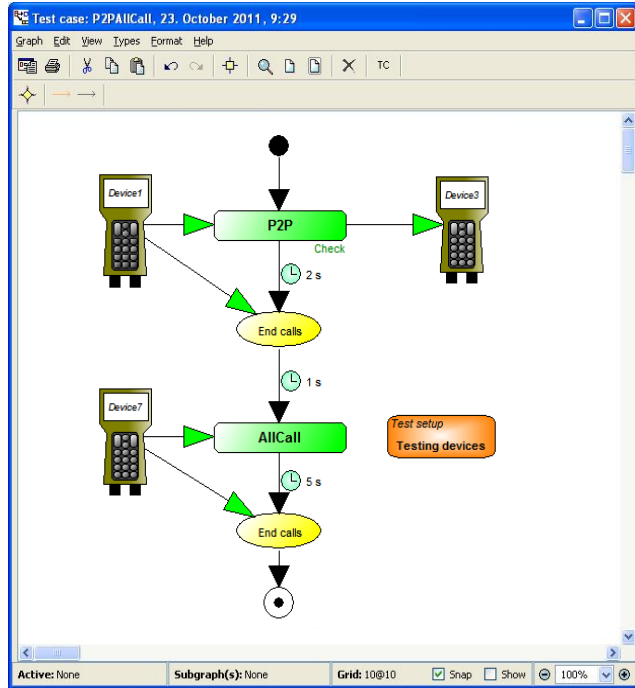 Test case: P2PAllCall, 23. October 2011, 9:29
Graph Edit View Types Format Help
TC
Device1
Device3
P2P
Check
2 s
End calls
1 s
Device7
AllCall
Test setup
Testing devices
5 s
End calls
Active: None Subgraph(s): None Grid: 10@10 Snap Show 100%